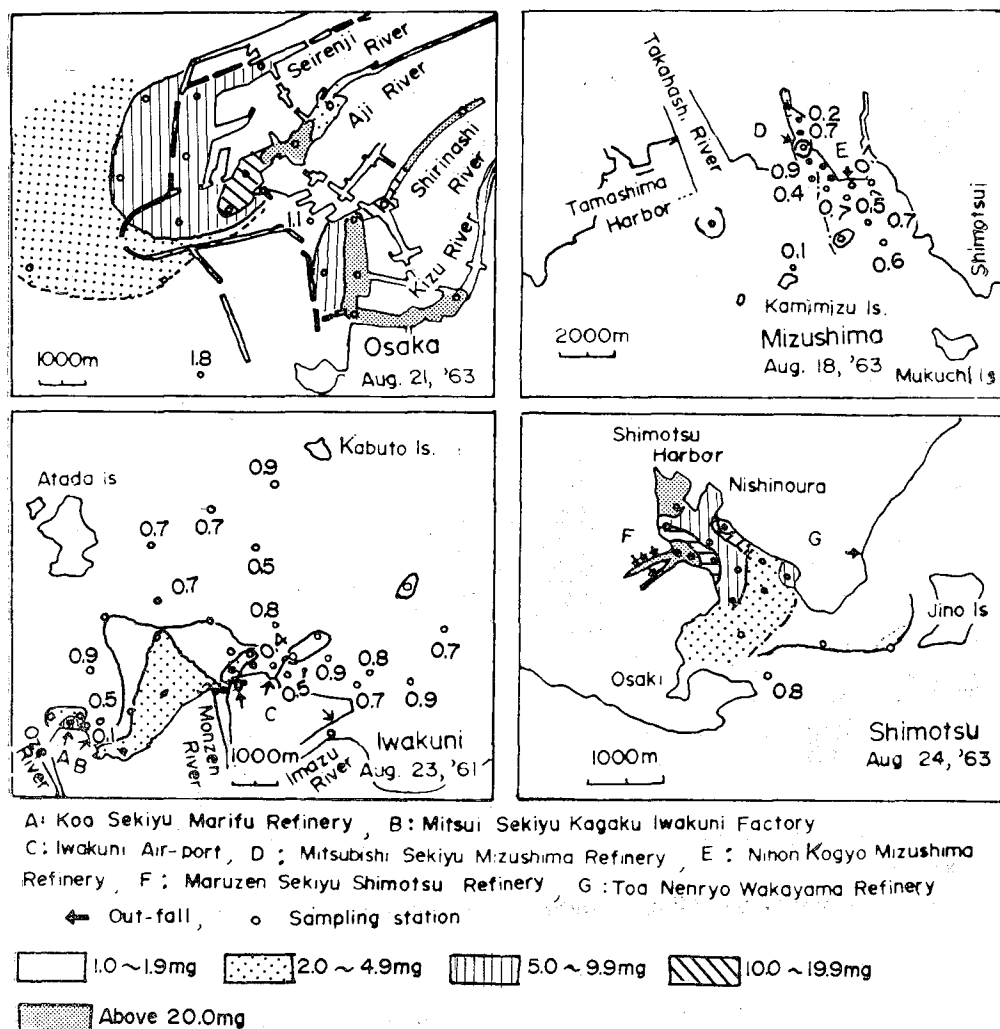 Seirenji River
Aji River
Shirinashi River
Kizu River
1.1
1.8
1000m
Osaka
Aug. 21, '63
Takahash. River
Tamashima
Harbor
D
E
0.2
0.7
0.9
0.4
0
0.5
0.7
0.6
0.1
Shimotsui
Kamimizu Is.
2000m
Mizushima
Aug. 18, '63
Mukuchi Is
Atada is
Kabuto Is.
0.9
0.7
0.7
0.5
0.7
0.8
0.4
0.9
0.9
0.8
0.7
0.5
0.5
0.7
0.9
0.1
C
A B
Oze
River
Monzen
River
1000m
Imazu
River
Iwakuni
Aug. 23, '61
Shimotsu
Harbor
Nishinoura
F
G
Jino Is
Osaki
0.8
1000m
Shimotsu
Aug 24, '63
A: Koa Sekiyu Marifu Refinery , B: Mitsui Sekiyu Kagaku Iwakuni Factory
C: Iwakuni Air-port, D ; Mitsubishi Sekiyu Mizushima Refinery , E : Nihon Kogyo Mizushima
Refinery , F ; Maruzen Sekiyu Shimotsu Refinery , G : Toa Nenryo Wakayama Refinery
Out-fall , Sampling station
1.0 ~ 1.9mg 2.0 ~ 4.9mg 5.0 ~ 9.9mg 10.0 ~ 19.9mg
Above 20.0mg